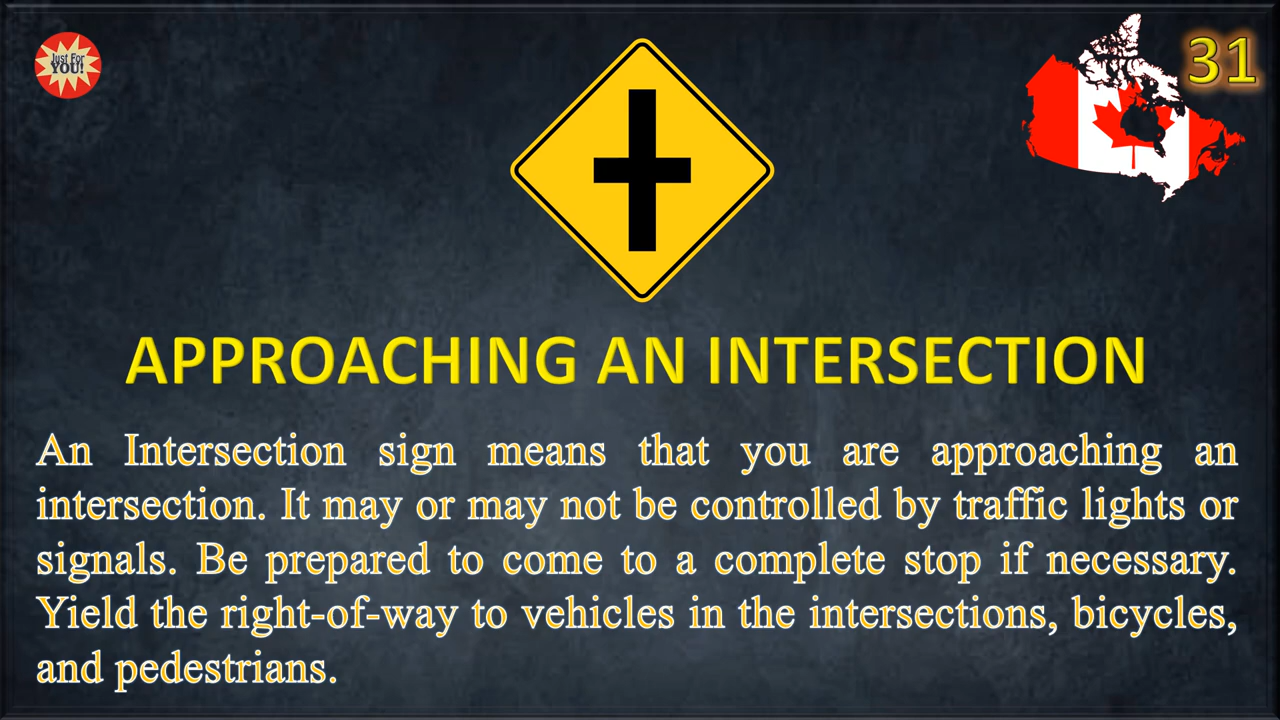 Just For
YOU!
31
APPROACHING AN INTERSECTION
An Intersection sign means that you are approaching an
intersection. It may or may not be controlled by traffic lights or
signals. Be prepared to come to a complete stop if necessary.
Yield the right-of-way to vehicles in the intersections, bicycles,
and pedestrians.